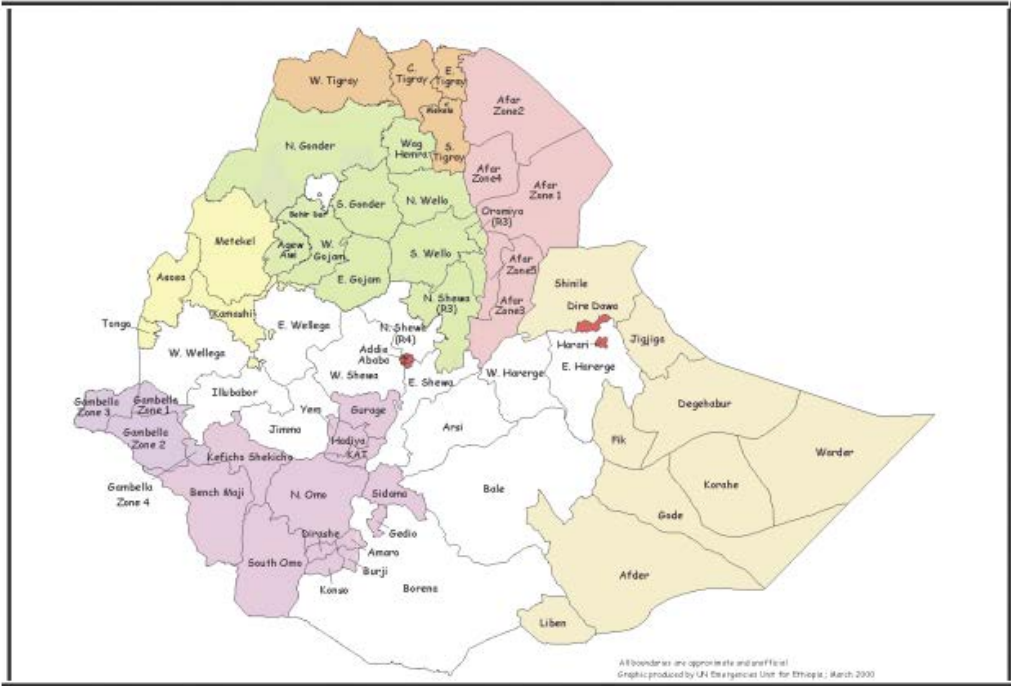 W. Tigray
C.
Tigray
E.
Tigray
Mekele
S.
Tigray
Afar
Zone2
N. Gonder
Wag
Hemra
Afar
Zone4
Afar
Zone 1
S. Gonder
N. Wello
Oromiya
(R3)
Bahir Dar
Metekel
Agew
Awi
W.
Gojam
S. Wello
Afar
Zone5
E. Gojam
Asosa
Shinile
N. Shewa
(R3)
Afar
Zone3
Dire Dawa
Kamashi
Tongo
E. Wellega
N. Shewa
(R4)
Harari
Jigjiga
W. Wellega
Addis
Ababa
W. Shewa
E. Shewa
W. Harerge
E. Harerge
Illubabor
Gambella
Zone 3
Gambella
Zone 1
Yem
Gurage
Degehabur
Gambella
Zone 2
Jimma
Arsi
Hadiya
Fik
KAT
Warder
Keficho Shekicho
Gambella
Zone 4
Bench Maji
N. Omo
Sidama
Bale
Korahe
Gode
Dirashe
Gedio
Amaro
South Omo
Burji
Konso
Borena
Afder
Liben
All boundaries are approximate and unofficial
Graphic produced by UN Emergencies Unit for Ethiopia; March 2000